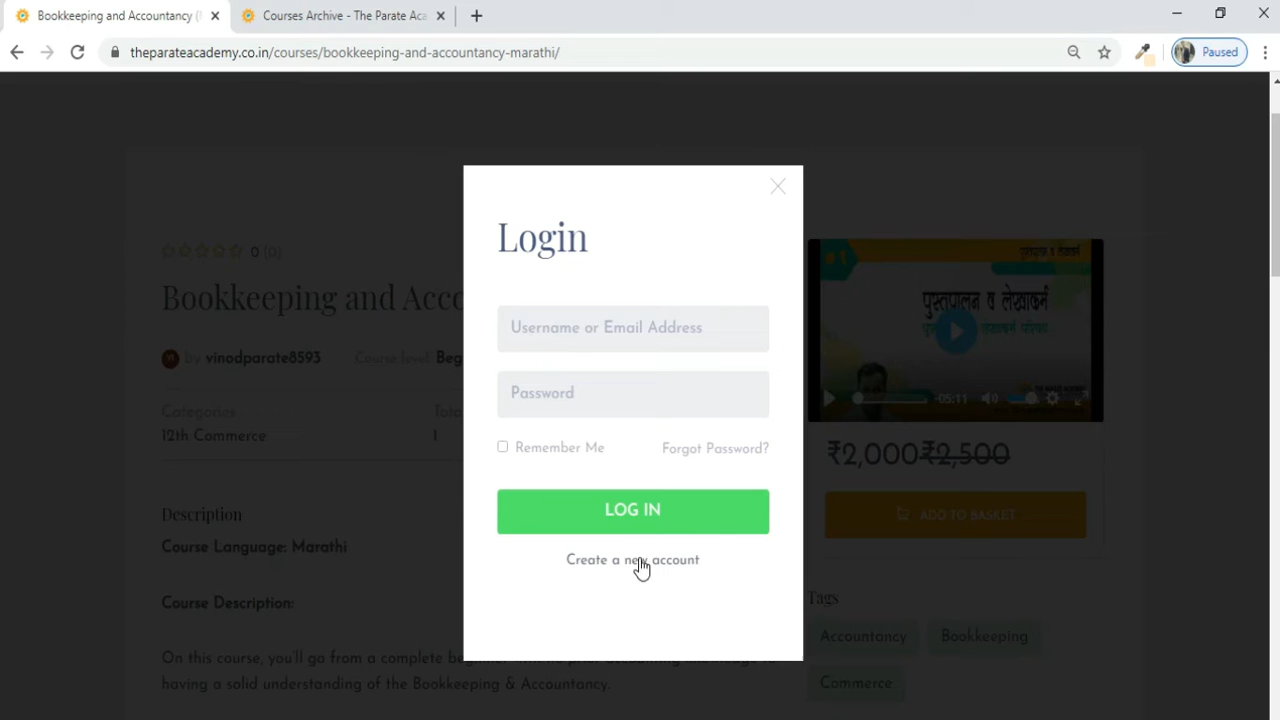 Bookkeeping and Accountancy (
Courses Archive - The Parate Aca
theparateacademy.co.in/courses/bookkeeping-and-accountancy-marathi/
Paused
Login
Username or Email Address
Password
Remember Me
Forgot Password?
LOG IN
Create a new account
0 (0)
Bookkeeping and Acco
by vinodparate8593
Course level: Beg
Categories
Tota
12th Commerce
1
Description
Course Language: Marathi
Course Description:
On this course, you'll go from a complete
having a solid understanding of the Bookkeeping & Accountancy.
#1
पुस्तपालन व लेखाकर्म
-05:11
₹2,000 ₹2,500
ADD TO BASKET
Tags
Accountancy
Bookkeeping
Commerce